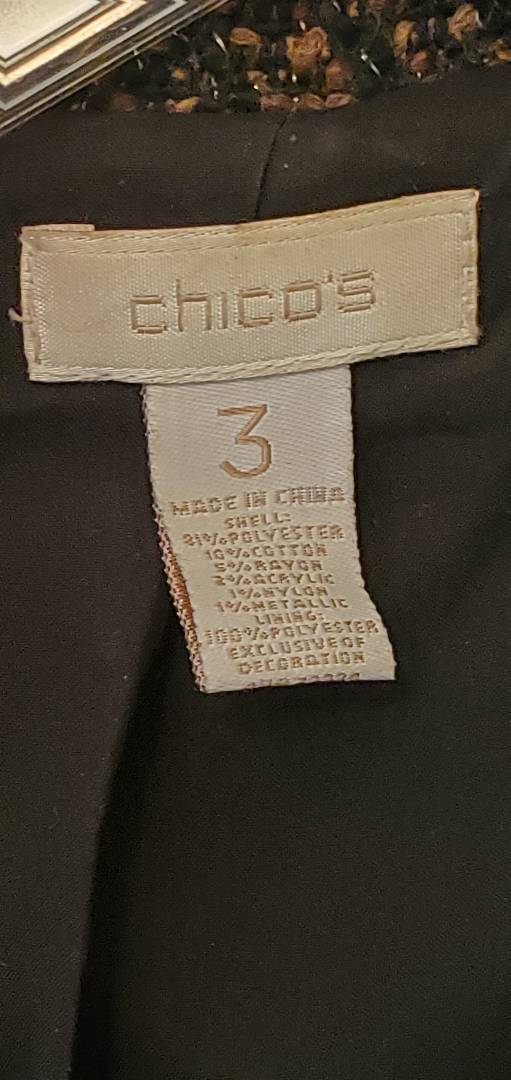 chico's
3
MADE IN CHINA
SHELL:
81%POLYESTER
10%COTTON
5%RAYON
2%ACRYLIC
1%NYLON
1%METALLIC
LINING:
100%POLYESTER
EXCLUSIVE OF
DECORATION